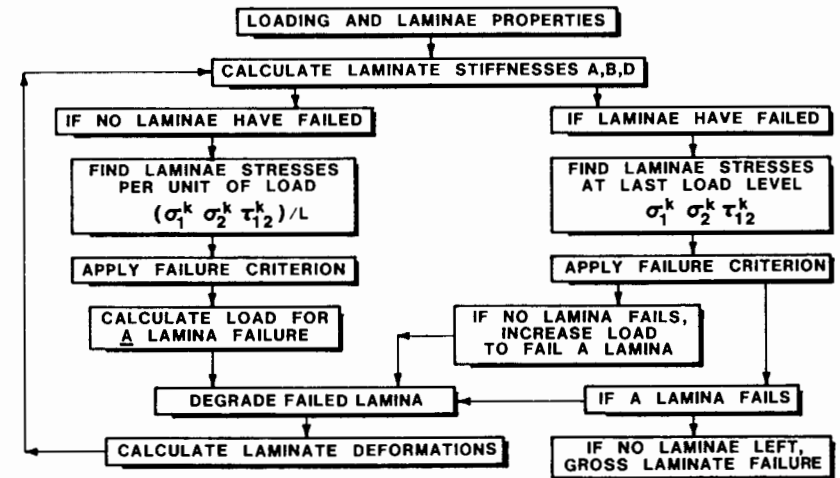 LOADING AND LAMINAE PROPERTIES
CALCULATE LAMINATE STIFFNESSES A,B,D
IF NO LAMINAE HAVE FAILED
FIND LAMINAE STRESSES
PER UNIT OF LOAD
(σ₁ᵏ σ₂ᵏ τ₁₂ᵏ)/L
APPLY FAILURE CRITERION
CALCULATE LOAD FOR
A LAMINA FAILURE
IF LAMINAE HAVE FAILED
FIND LAMINAE STRESSES
AT LAST LOAD LEVEL
σ₁ᵏ σ₂ᵏ τ₁₂ᵏ
APPLY FAILURE CRITERION
IF NO LAMINA FAILS,
INCREASE LOAD
TO FAIL A LAMINA
DEGRADE FAILED LAMINA
IF A LAMINA FAILS
CALCULATE LAMINATE DEFORMATIONS
IF NO LAMINAE LEFT,
GROSS LAMINATE FAILURE